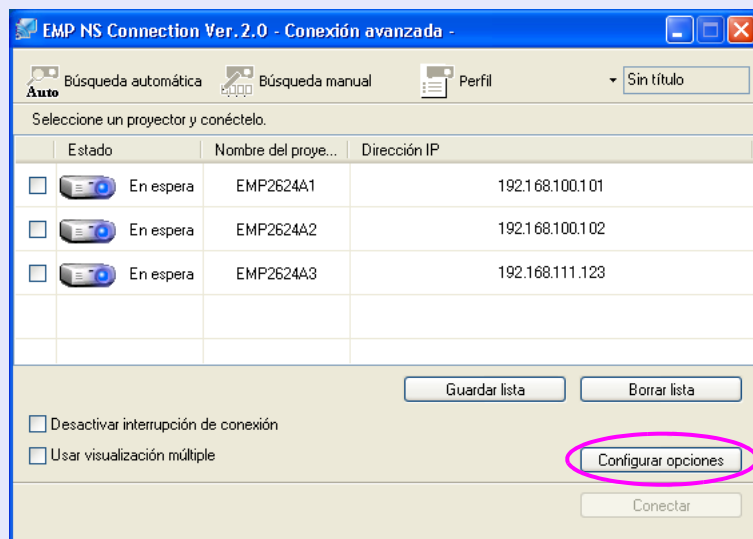 EMP NS Connection Ver.2.0 - Conexión avanzada -
Auto Búsqueda automática Búsqueda manual Perfil Sin título
Seleccione un proyector y conéctelo.
Estado Nombre del proye... Dirección IP
En espera EMP2624A1 192.168.100.101
En espera EMP2624A2 192.168.100.102
En espera EMP2624A3 192.168.111.123
Guardar lista Borrar lista
Desactivar interrupción de conexión
Usar visualización múltiple
Configurar opciones
Conectar